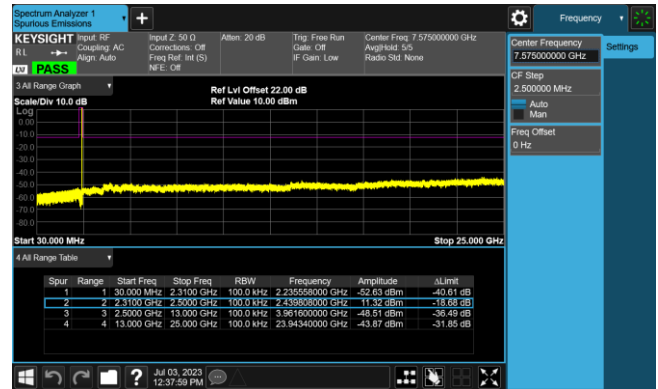 Spectrum Analyzer 1
Spurious Emissions
Frequency
KEYSIGHT Input: RF Input Z: 50 Ω Atten: 20 dB Trig: Free Run Center Freq: 7.575000000 GHz
RL Coupling: AC Corrections: Off Gate: Off Avg|Hold: 5/5
Align: Auto Freq Ref: Int (S) IF Gain: Low Radio Std: None
NFE: Off
LXI PASS
3 All Range Graph
Ref Lvl Offset 22.00 dB
Scale/Div 10.0 dB Ref Value 10.00 dBm
Log
0.00
-10.0
-20.0
-30.0
-40.0
-50.0
-60.0
-70.0
-80.0
Start 30.000 MHz Stop 25.000 GHz
4 All Range Table
Spur Range Start Freq Stop Freq RBW Frequency Amplitude ΔLimit
1 1 30.000 MHz 2.3100 GHz 100.0 kHz 2.235558000 GHz -52.63 dBm -40.61 dB
2 2 2.3100 GHz 2.5000 GHz 100.0 kHz 2.439808000 GHz 11.32 dBm -18.68 dB
3 3 2.5000 GHz 13.000 GHz 100.0 kHz 3.961600000 GHz -48.51 dBm -36.49 dB
4 4 13.000 GHz 25.000 GHz 100.0 kHz 23.94340000 GHz -43.87 dBm -31.85 dB
Jul 03, 2023
12:37:59 PM
Center Frequency
7.575000000 GHz
Settings
CF Step
2.500000 MHz
Auto
Man
Freq Offset
0 Hz